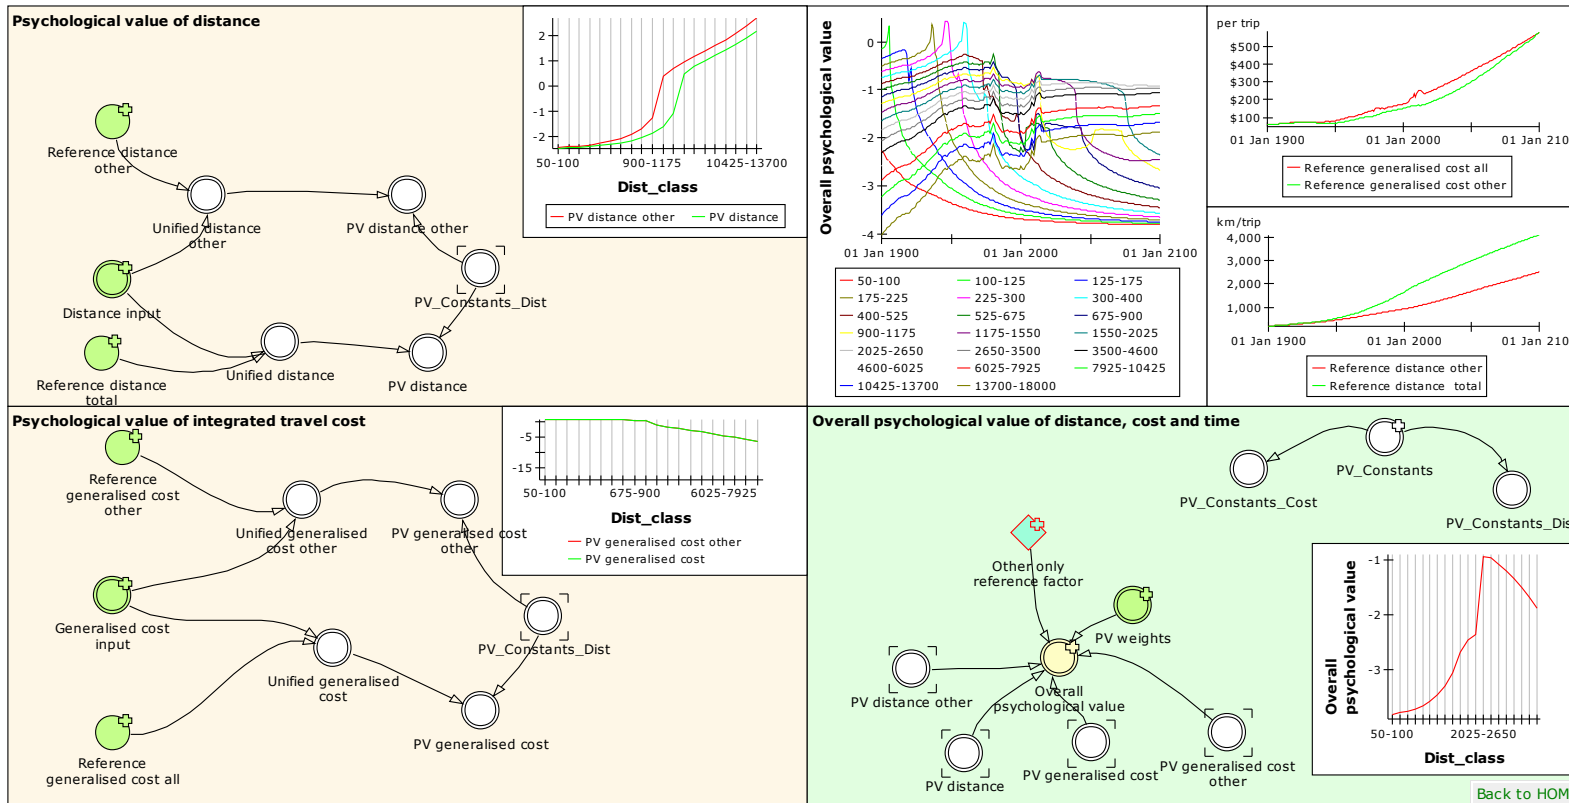 Psychological value of distance
Reference distance
other
Unified distance
other
PV distance other
Distance input
PV_Constants_Dist
Unified distance
PV distance
Reference distance
total
2
1
0
-1
-2
50-100
900-1175
10425-13700
Dist_class
PV distance other
PV distance
Overall psychological value
0
-1
-2
-3
-4
01 Jan 1900
01 Jan 2000
01 Jan 2100
50-100
100-125
125-175
175-225
225-300
300-400
400-525
525-675
675-900
900-1175
1175-1550
1550-2025
2025-2650
2650-3500
3500-4600
4600-6025
6025-7925
7925-10425
10425-13700
13700-18000
per trip
$500
$400
$300
$200
$100
01 Jan 1900
01 Jan 2000
01 Jan 210
Reference generalised cost all
Reference generalised cost other
km/trip
4,000
3,000
2,000
1,000
01 Jan 1900
01 Jan 2000
01 Jan 210
Reference distance other
Reference distance total
Psychological value of integrated travel cost
Reference
generalised cost
other
Unified generalised
cost other
PV generalised cost
other
Generalised cost
input
PV_Constants_Dist
Unified generalised
cost
PV generalised cost
Reference
generalised cost all
-5
-15
50-100
675-900
6025-7925
Dist_class
PV generalised cost other
PV generalised cost
Overall psychological value of distance, cost and time
PV_Constants
PV_Constants_Cost
PV_Constants_Dis
Other only
reference factor
PV weights
PV distance other
Overall
psychological value
PV distance
PV generalised cost
PV generalised cost
other
Overall
psychological value
-1
-2
-3
50-100
2025-2650
Dist_class
Back to HOM